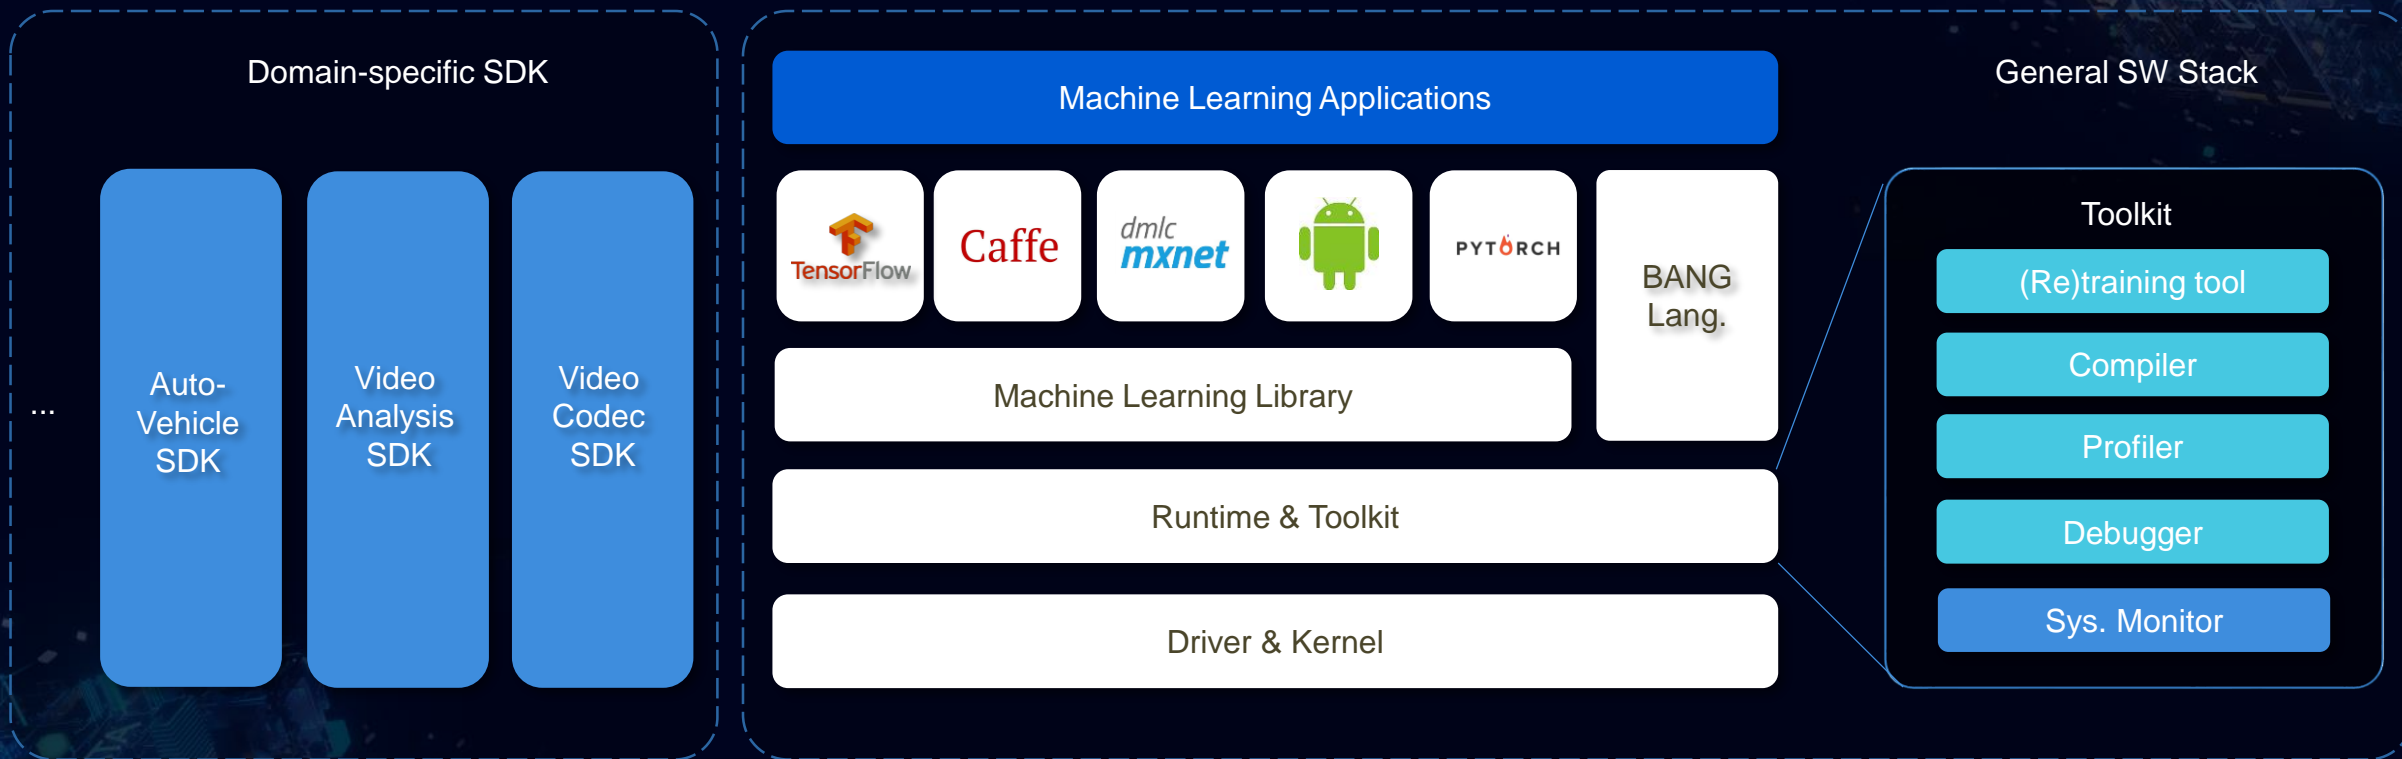 Domain-specific SDK
...
Auto-
Vehicle
SDK
Video
Analysis
SDK
Video
Codec
SDK
Machine Learning Applications
TensorFlow
Caffe
dmlc
mxnet
PYTORCH
BANG
Lang.
Machine Learning Library
Runtime & Toolkit
Driver & Kernel
General SW Stack
Toolkit
(Re)training tool
Compiler
Profiler
Debugger
Sys. Monitor